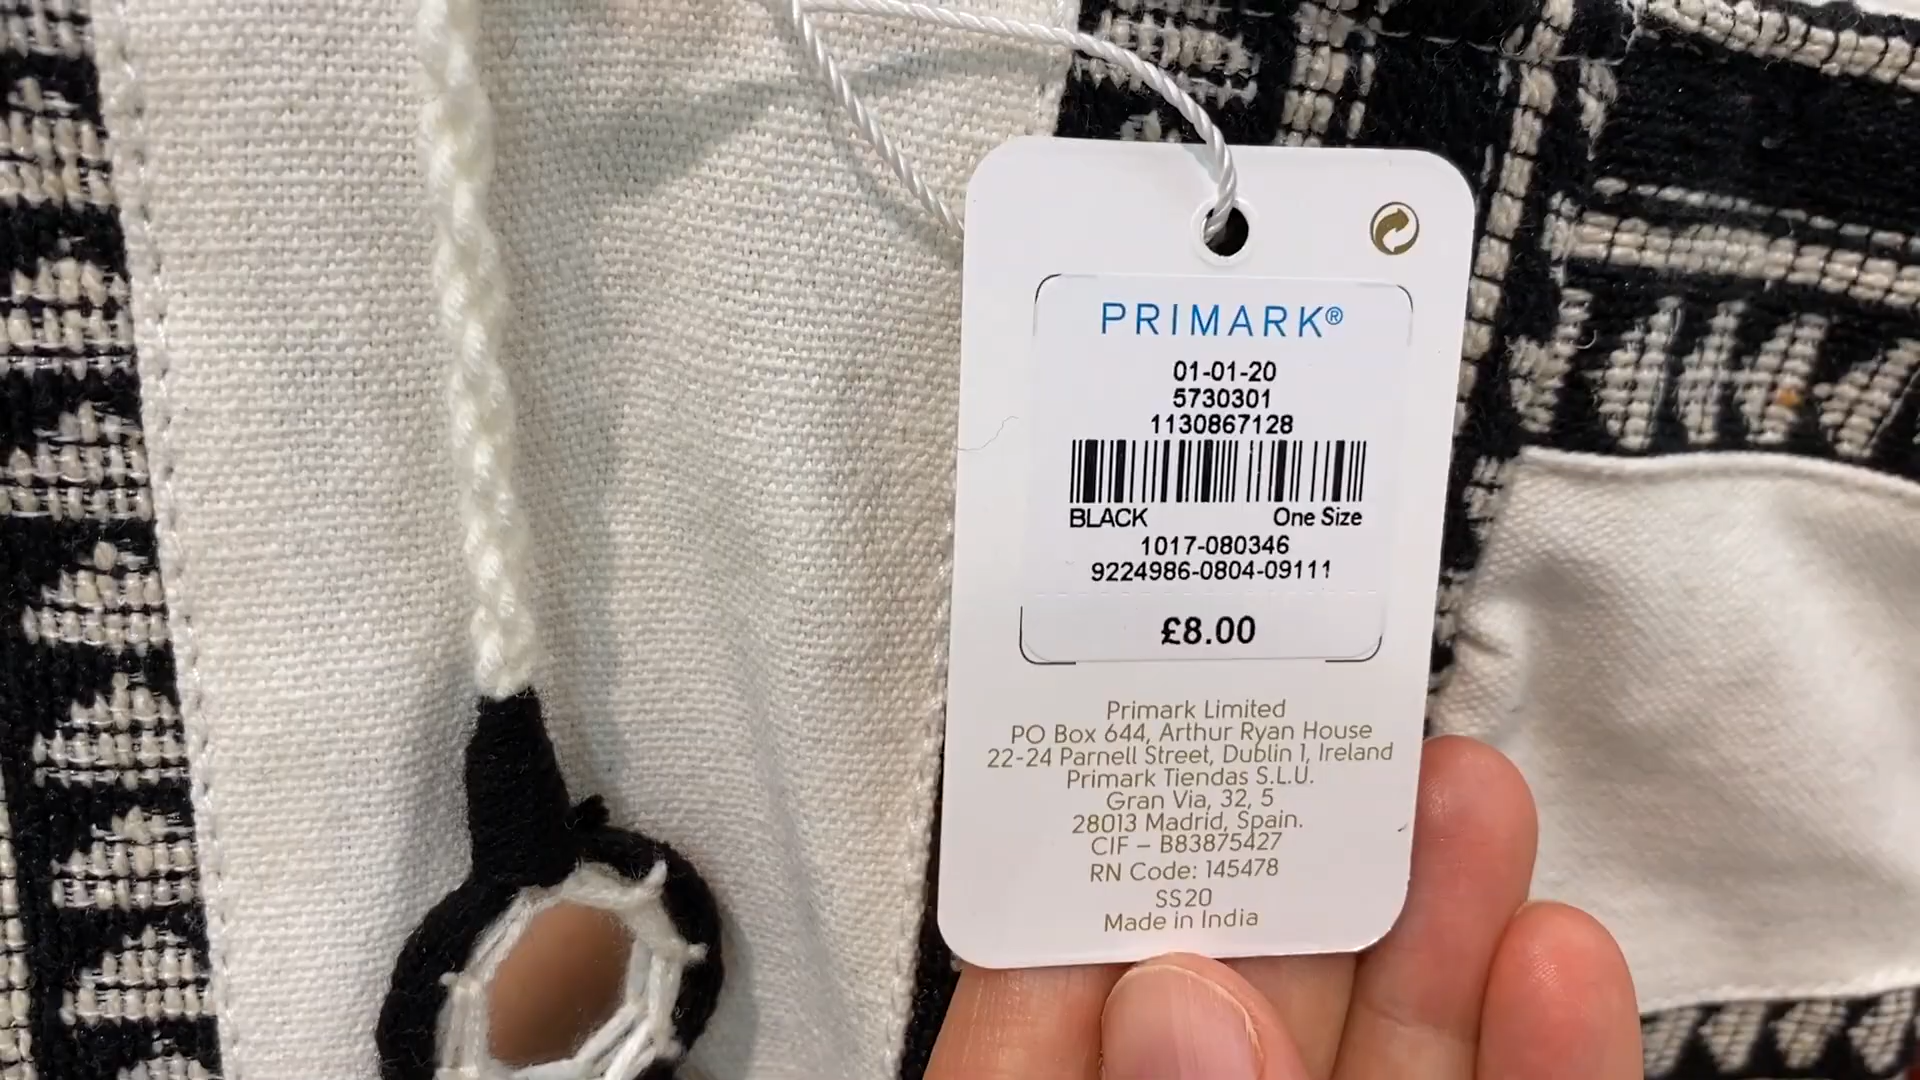 PRIMARK®
01-01-20
5730301
1130867128
BLACK One Size
1017-080346
9224986-0804-09111
£8.00
Primark Limited
PO Box 644, Arthur Ryan House
22-24 Parnell Street, Dublin 1, Ireland
Primark Tiendas S.L.U.
Gran Via, 32, 5
28013 Madrid, Spain.
CIF – B83875427
RN Code: 145478
SS20
Made in India